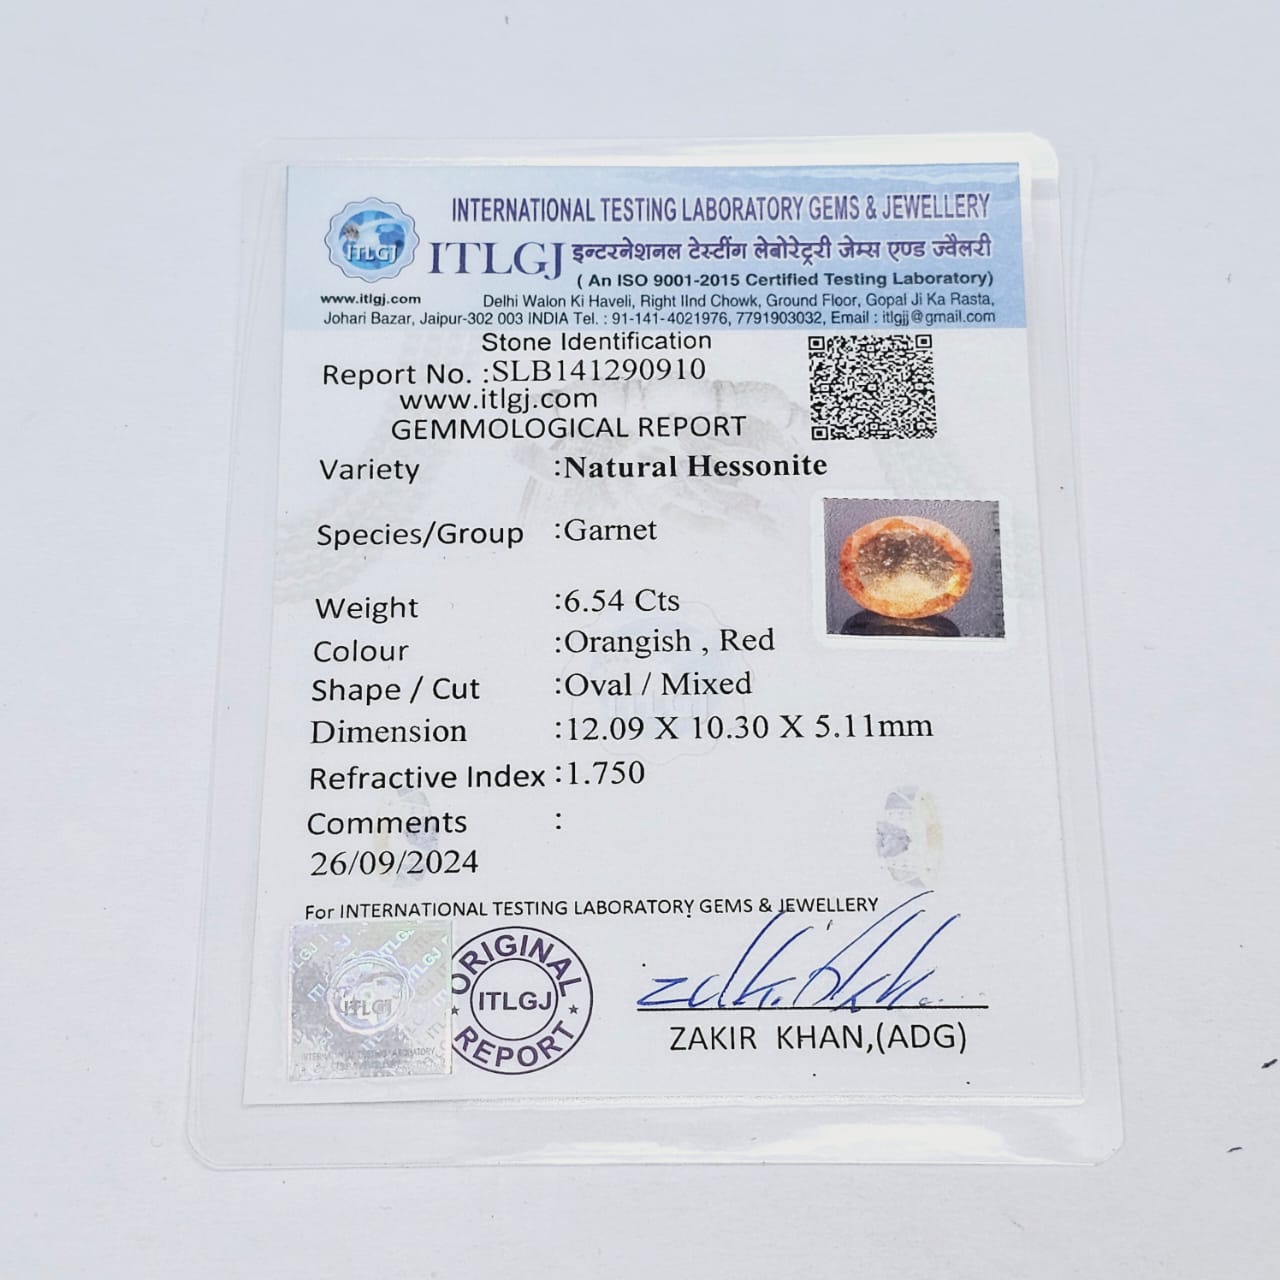 INTERNATIONAL TESTING LABORATORY GEMS & JEWELLERY
ITLGJ
ITLGJ इन्टरनेशनल टेस्टींग लेबोरेट्री जेम्स एण्ड ज्वैलरी
( An ISO 9001-2015 Certified Testing Laboratory)
www.itlgj.com Delhi Walon Ki Haveli, Right IInd Chowk, Ground Floor, Gopal Ji Ka Rasta,
Johari Bazar, Jaipur-302 003 INDIA Tel. : 91-141-4021976, 7791903032, Email : itlgjj@gmail.com
Stone Identification
Report No. :SLB141290910
www.itlgj.com
GEMMOLOGICAL REPORT
Variety :Natural Hessonite
Species/Group :Garnet
Weight :6.54 Cts
Colour :Orangish , Red
Shape / Cut :Oval / Mixed
Dimension :12.09 X 10.30 X 5.11mm
Refractive Index :1.750
Comments :
26/09/2024
For INTERNATIONAL TESTING LABORATORY GEMS & JEWELLERY
ITLGJ
ORIGINAL
ITLGJ
REPORT
ZAKIR KHAN,(ADG)